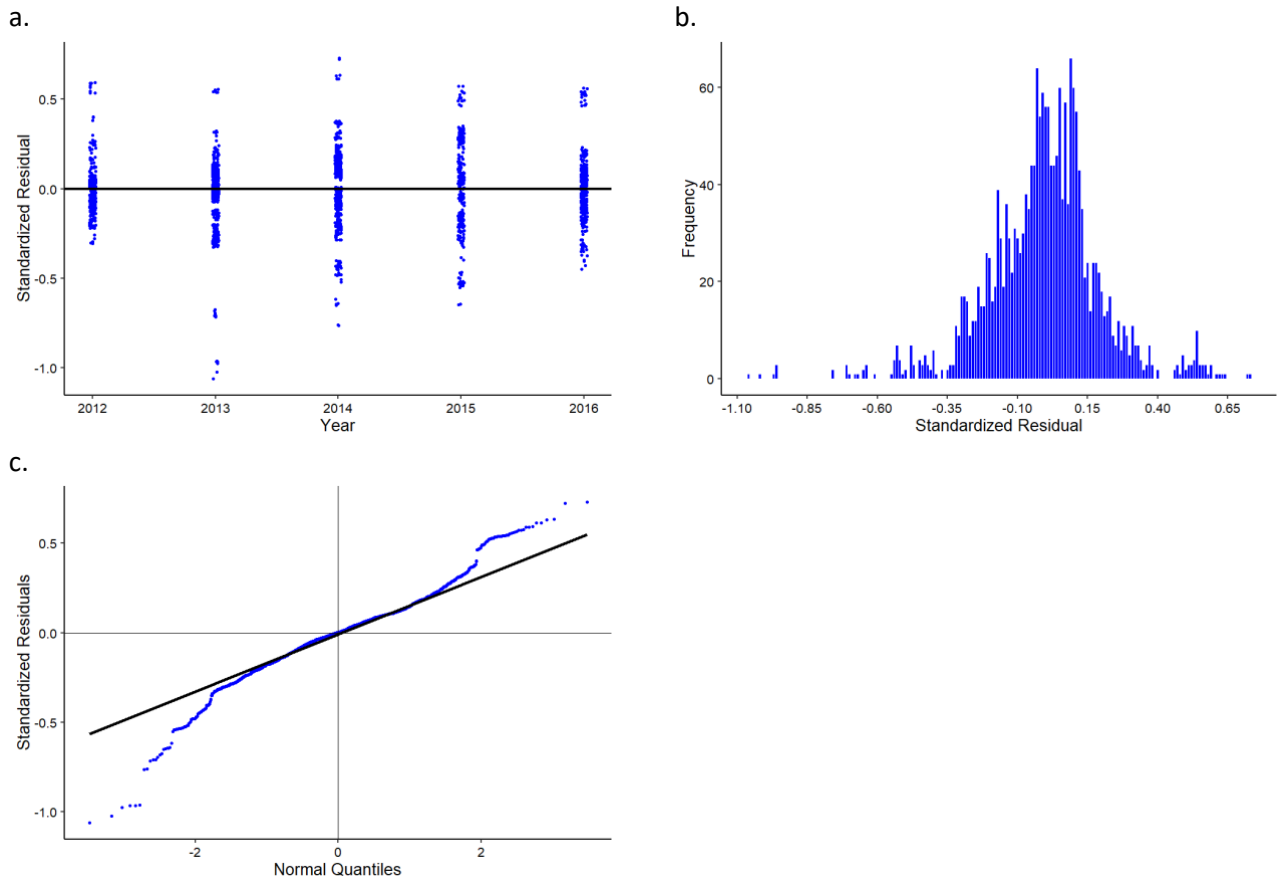 a.
Standardized Residual
0.5
0.0
-0.5
-1.0
2012 2013 2014 2015 2016
Year
b.
Frequency
60
40
20
0
-1.10 -0.85 -0.60 -0.35 -0.10 0.15 0.40 0.65
Standardized Residual
c.
Standardized Residuals
0.5
0.0
-0.5
-1.0
-2 0 2
Normal Quantiles